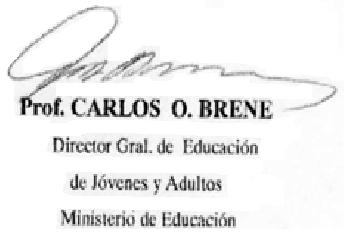 Prof. CARLOS O. BRENE
Director Gral. de Educación
de Jóvenes y Adultos
Ministerio de Educación